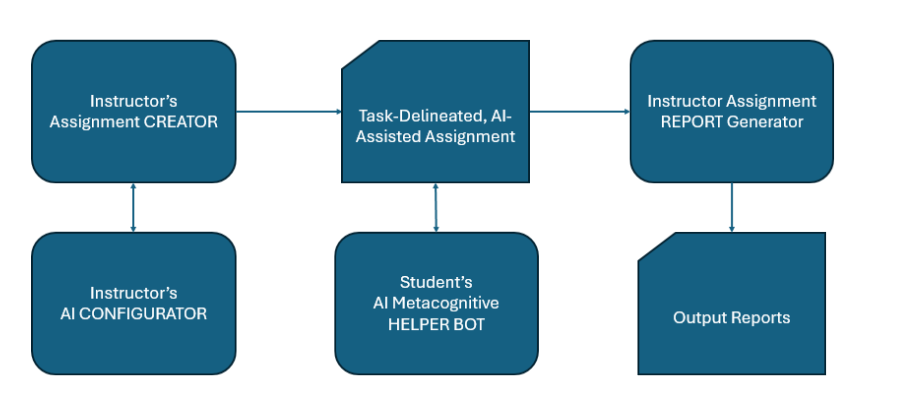 Instructor's
Assignment CREATOR
Task-Delineated, AI-
Assisted Assignment
Instructor Assignment
REPORT Generator
Instructor's
AI CONFIGURATOR
Student's
AI Metacognitive
HELPER BOT
Output Reports